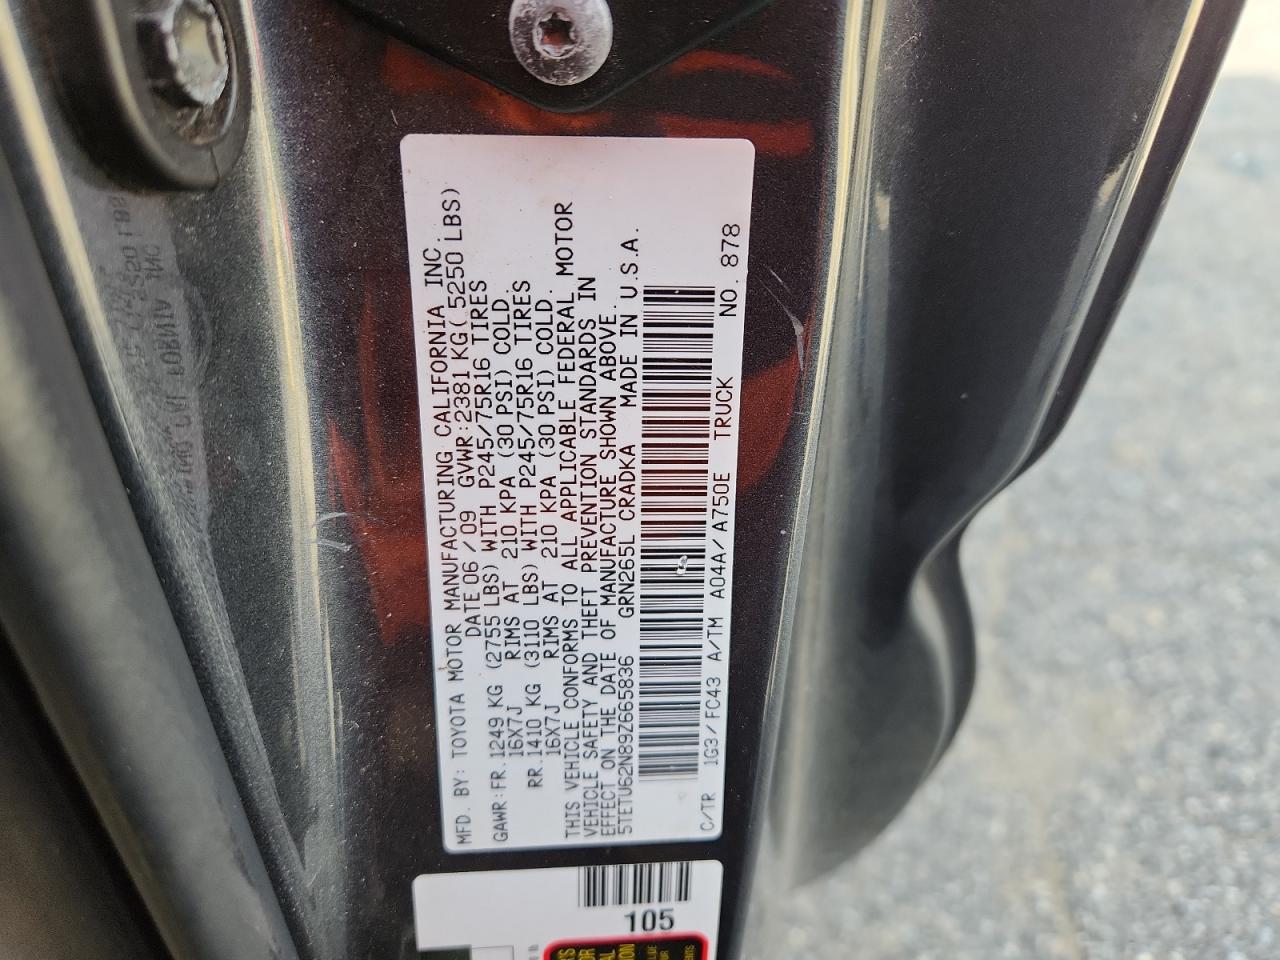 MFD. BY: TOYOTA MOTOR MANUFACTURING CALIFORNIA INC.
DATE 06/09 GVWR: 2381 KG (5250 LBS)
GAWR: FR. 1249 KG (2755 LBS) WITH P245/75R16 TIRES
16X7J RIMS AT 210 KPA (30 PSI) COLD.
RR. 1410 KG (3110 LBS) WITH P245/75R16 TIRES
16X7J RIMS AT 210 KPA (30 PSI) COLD.
THIS VEHICLE CONFORMS TO ALL APPLICABLE FEDERAL MOTOR
VEHICLE SAFETY AND THEFT PREVENTION STANDARDS IN
EFFECT ON THE DATE OF MANUFACTURE SHOWN ABOVE.
5TETU62N89Z665836 GRN265L CRADKA MADE IN U.S.A.
C/TR 1G3/FC43 A/TM A04A/A750E TRUCK NO. 878
105